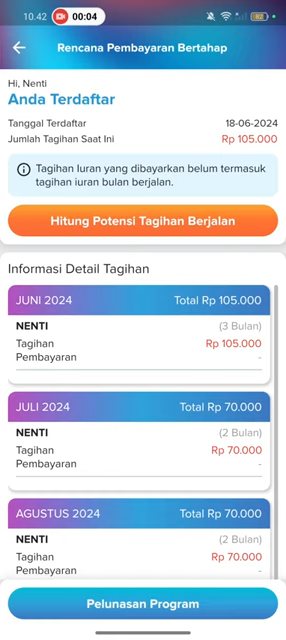 10.42
00:04
82
Rencana Pembayaran Bertahap
Hi, Nenti
Anda Terdaftar
Tanggal Terdaftar 18-06-2024
Jumlah Tagihan Saat Ini Rp 105.000
Tagihan Iuran yang dibayarkan belum termasuk
tagihan iuran bulan berjalan.
Hitung Potensi Tagihan Berjalan
Informasi Detail Tagihan
JUNI 2024 Total Rp 105.000
NENTI (3 Bulan)
Tagihan Rp 105.000
Pembayaran -
JULI 2024 Total Rp 70.000
NENTI (2 Bulan)
Tagihan Rp 70.000
Pembayaran -
AGUSTUS 2024 Total Rp 70.000
NENTI (2 Bulan)
Tagihan Rp 70.000
Pembayaran -
Pelunasan Program